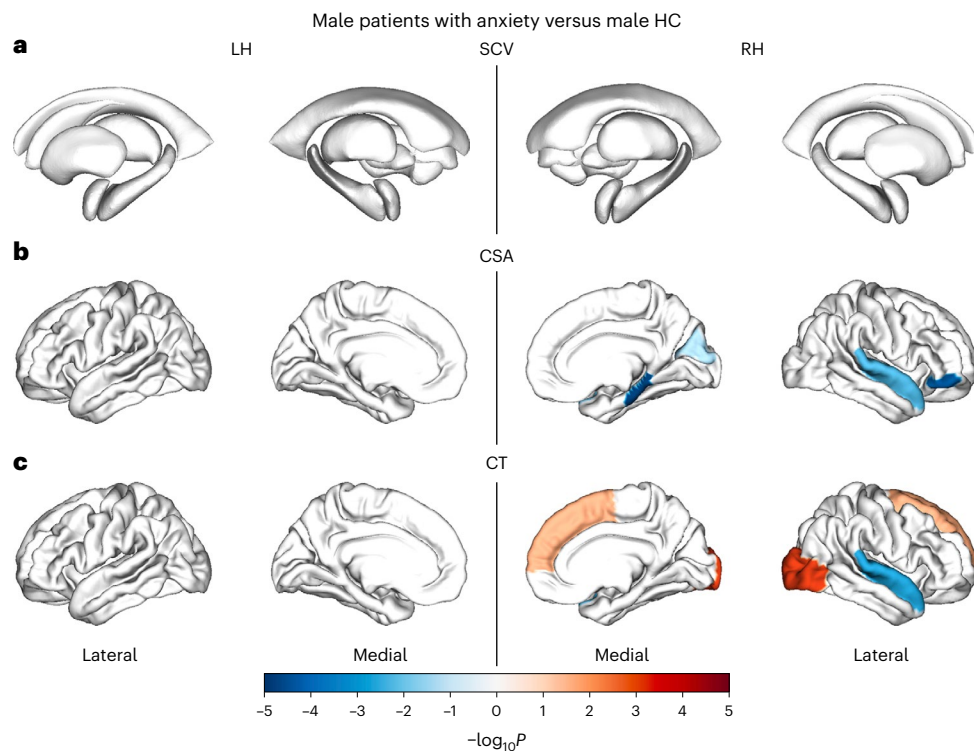 Male patients with anxiety versus male HC
a
LH SCV RH
b
CSA
c
CT
Lateral Medial Medial Lateral
–5 –4 –3 –2 –1 0 1 2 3 4 5
–log₁₀P